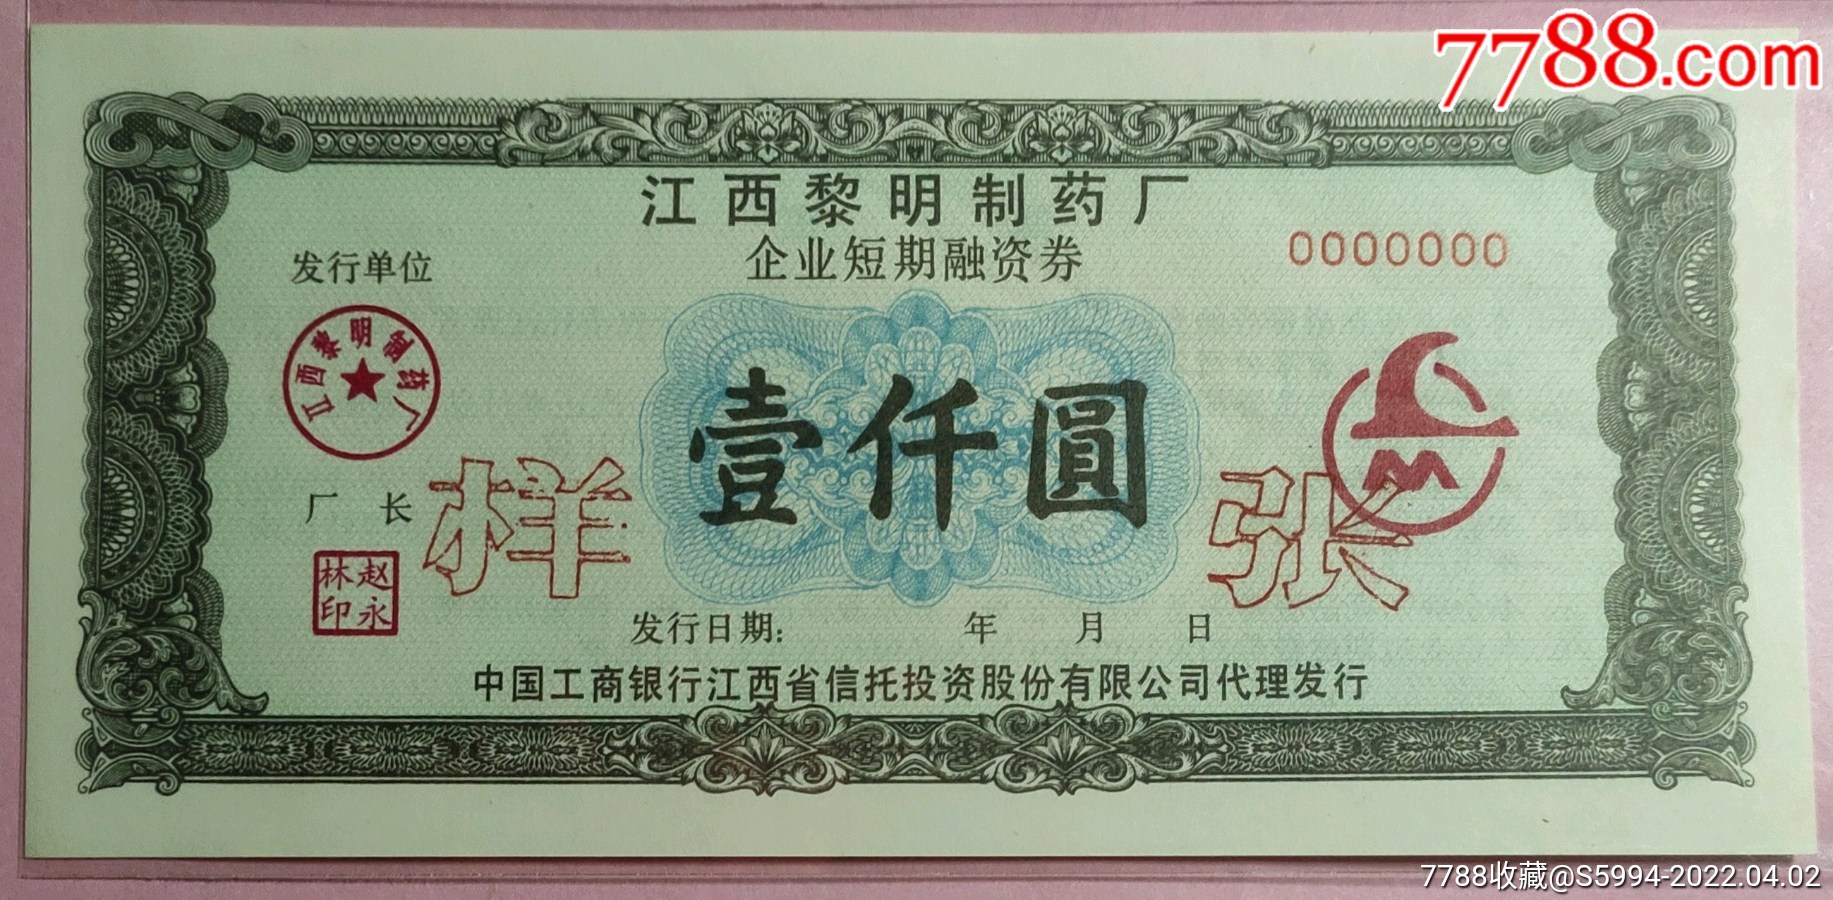 7788.com
江西黎明制药厂
企业短期融资券
0000000
发行单位
江西黎明制药厂
壹仟圆
厂长
样张
M
赵永林印
发行日期: 年 月 日
中国工商银行江西省信托投资股份有限公司代理发行
7788收藏@S5994-2022.04.02